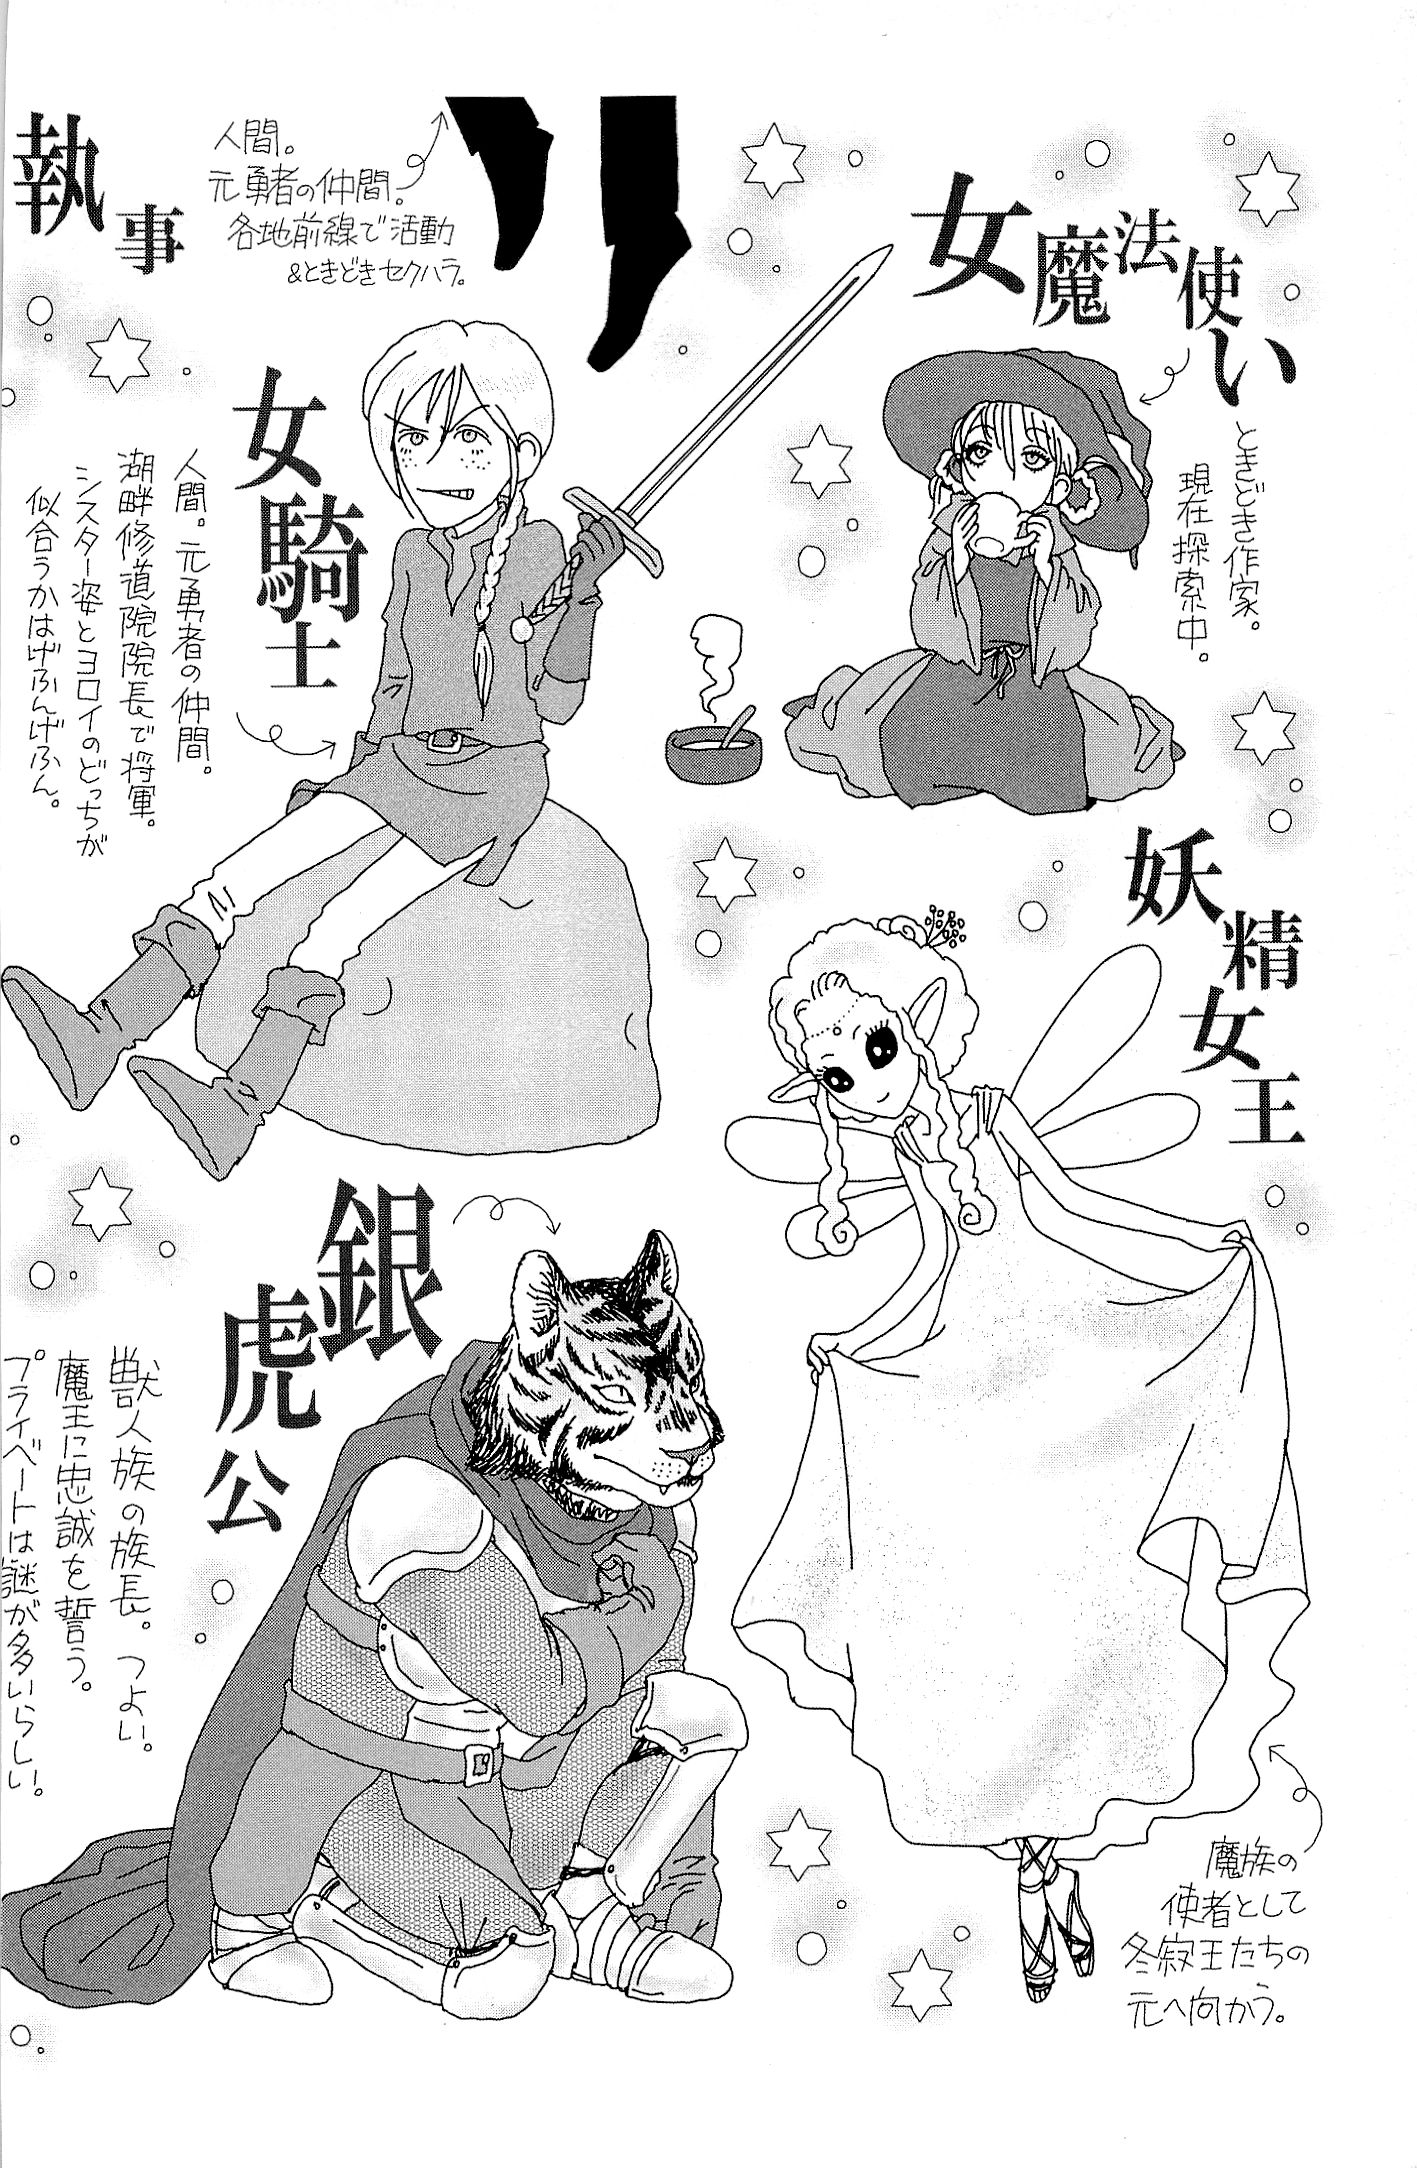 女魔法使い
ときどき作家。
現在探索中。
妖精女王
魔族の
使者として
冬寂王たちの
元へ向かう。
執事
人間。
元勇者の仲間。
各地前線で活動
&ときどきセクハラ。
女騎士
人間。元勇者の仲間。
湖畔修道院院長で将軍。
シスター姿とヨロイのどっちが
似合うかはげふんげふん。
銀虎公
獣人族の族長。つよい。
魔王に忠誠を誓う。
プライベートは謎が多いらしい。